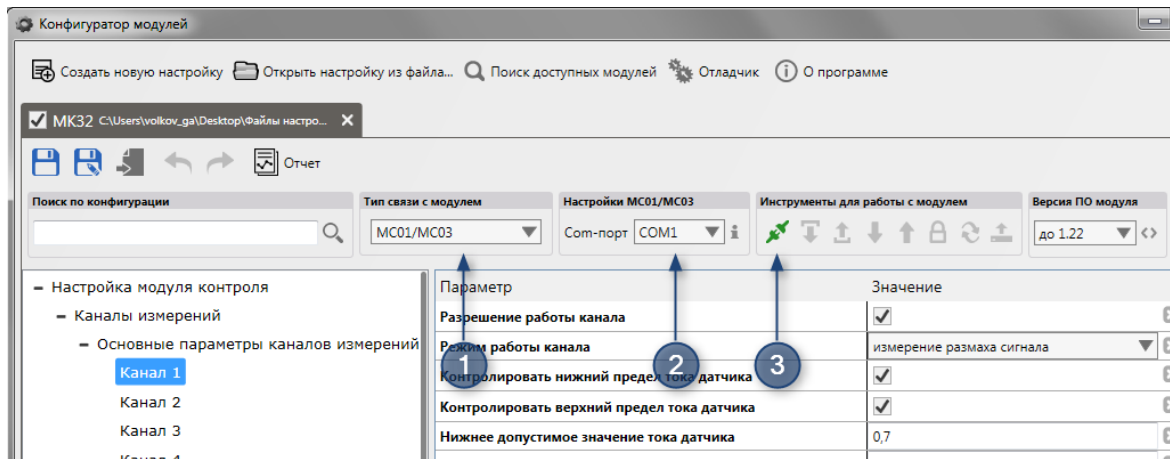 Конфигуратор модулей
Создать новую настройку Открыть настройку из файла... Поиск доступных модулей Отладчик О программе
МК32 C:\Users\volkov_ga\Desktop\Файлы настро...
Отчет
Поиск по конфигурации Тип связи с модулем Настройки МС01/МС03 Инструменты для работы с модулем Версия ПО модуля
МС01/МС03 Com-порт COM1 до 1.22
Настройка модуля контроля Параметр Значение
Каналы измерений Разрешение работы канала
Основные параметры каналов измерений Режим работы канала измерение размаха сигнала
1 2 3
Канал 1 Контролировать нижний предел тока датчика
Канал 2 Контролировать верхний предел тока датчика
Канал 3 Нижнее допустимое значение тока датчика 0,7